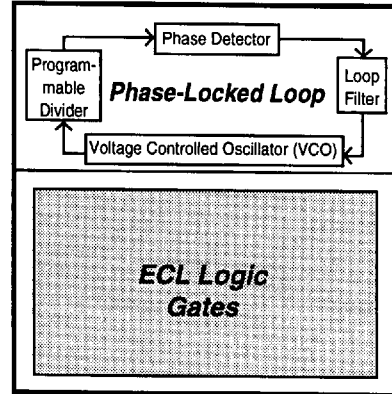 Phase Detector
Program-
mable
Divider
Phase-Locked Loop
Loop
Filter
Voltage Controlled Oscillator (VCO)
ECL Logic
Gates